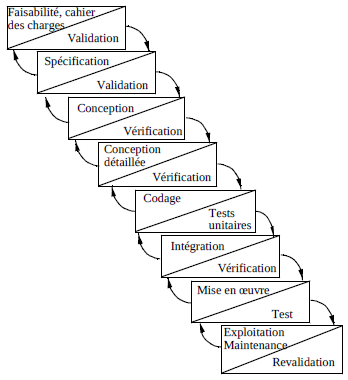 Faisabilité, cahier
des charges
Validation
Spécification
Validation
Conception
Vérification
Conception
détaillée
Vérification
Codage
Tests
unitaires
Intégration
Vérification
Mise en œuvre
Test
Exploitation
Maintenance
Revalidation